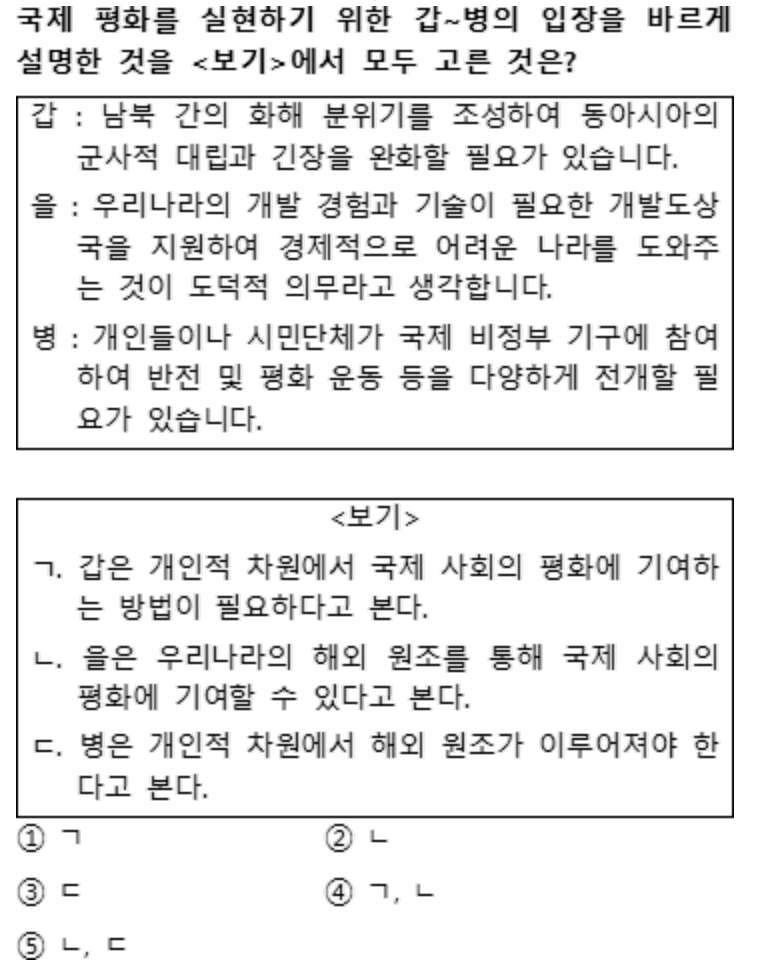 국제 평화를 실현하기 위한 갑~병의 입장을 바르게
설명한 것을 <보기>에서 모두 고른 것은?
갑 : 남북 간의 화해 분위기를 조성하여 동아시아의
군사적 대립과 긴장을 완화할 필요가 있습니다.
을 : 우리나라의 개발 경험과 기술이 필요한 개발도상
국을 지원하여 경제적으로 어려운 나라를 도와주
는 것이 도덕적 의무라고 생각합니다.
병 : 개인들이나 시민단체가 국제 비정부 기구에 참여
하여 반전 및 평화 운동 등을 다양하게 전개할 필
요가 있습니다.
<보기>
ㄱ. 갑은 개인적 차원에서 국제 사회의 평화에 기여하
는 방법이 필요하다고 본다.
ㄴ. 을은 우리나라의 해외 원조를 통해 국제 사회의
평화에 기여할 수 있다고 본다.
ㄷ. 병은 개인적 차원에서 해외 원조가 이루어져야 한
다고 본다.
① ㄱ ② ㄴ
③ ㄷ ④ ㄱ, ㄴ
⑤ ㄴ, ㄷ